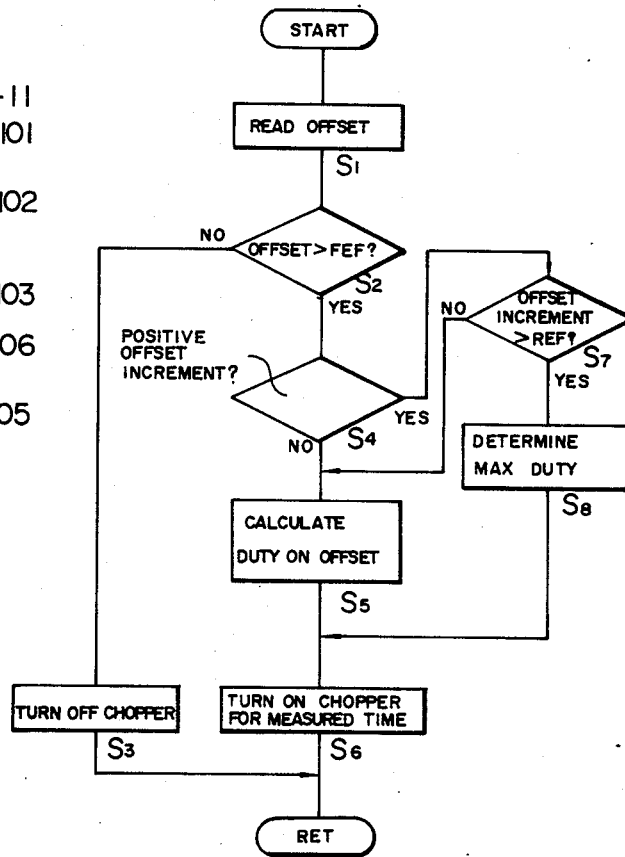 START
-11
101
READ OFFSET
S1
102
NO
OFFSET>FEF?
S2
YES
103
OFFSET
INCREMENT
>REF?
NO
S7
YES
POSITIVE
OFFSET
INCREMENT?
06
YES
S4
NO
05
DETERMINE
MAX DUTY
S8
CALCULATE
DUTY ON OFFSET
S5
TURN OFF CHOPPER
S3
TURN ON CHOPPER
FOR MEASURED TIME
S6
RET